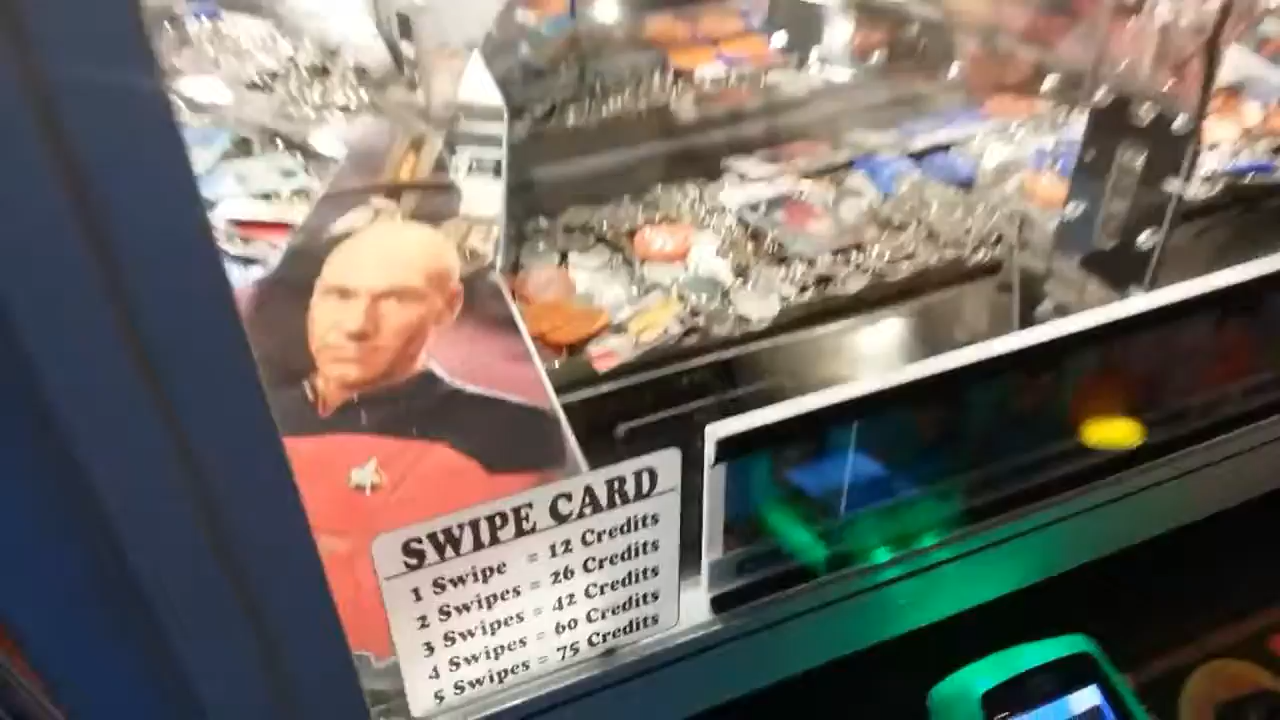 SWIPE CARD
1 Swipe = 12 Credits
2 Swipes = 26 Credits
3 Swipes = 42 Credits
4 Swipes = 60 Credits
5 Swipes = 75 Credits